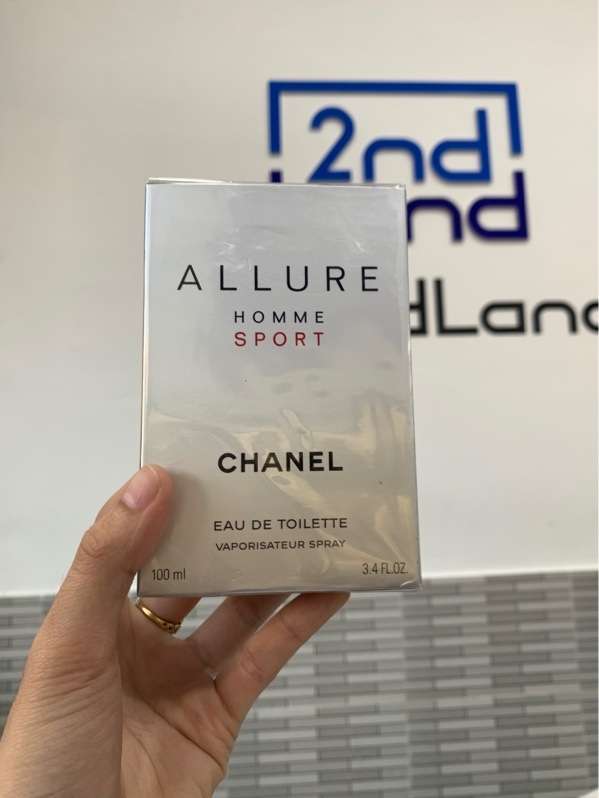 2nd
ALLURE
HOMME
SPORT
CHANEL
EAU DE TOILETTE
VAPORISATEUR SPRAY
100 ml
3.4 FL.OZ.